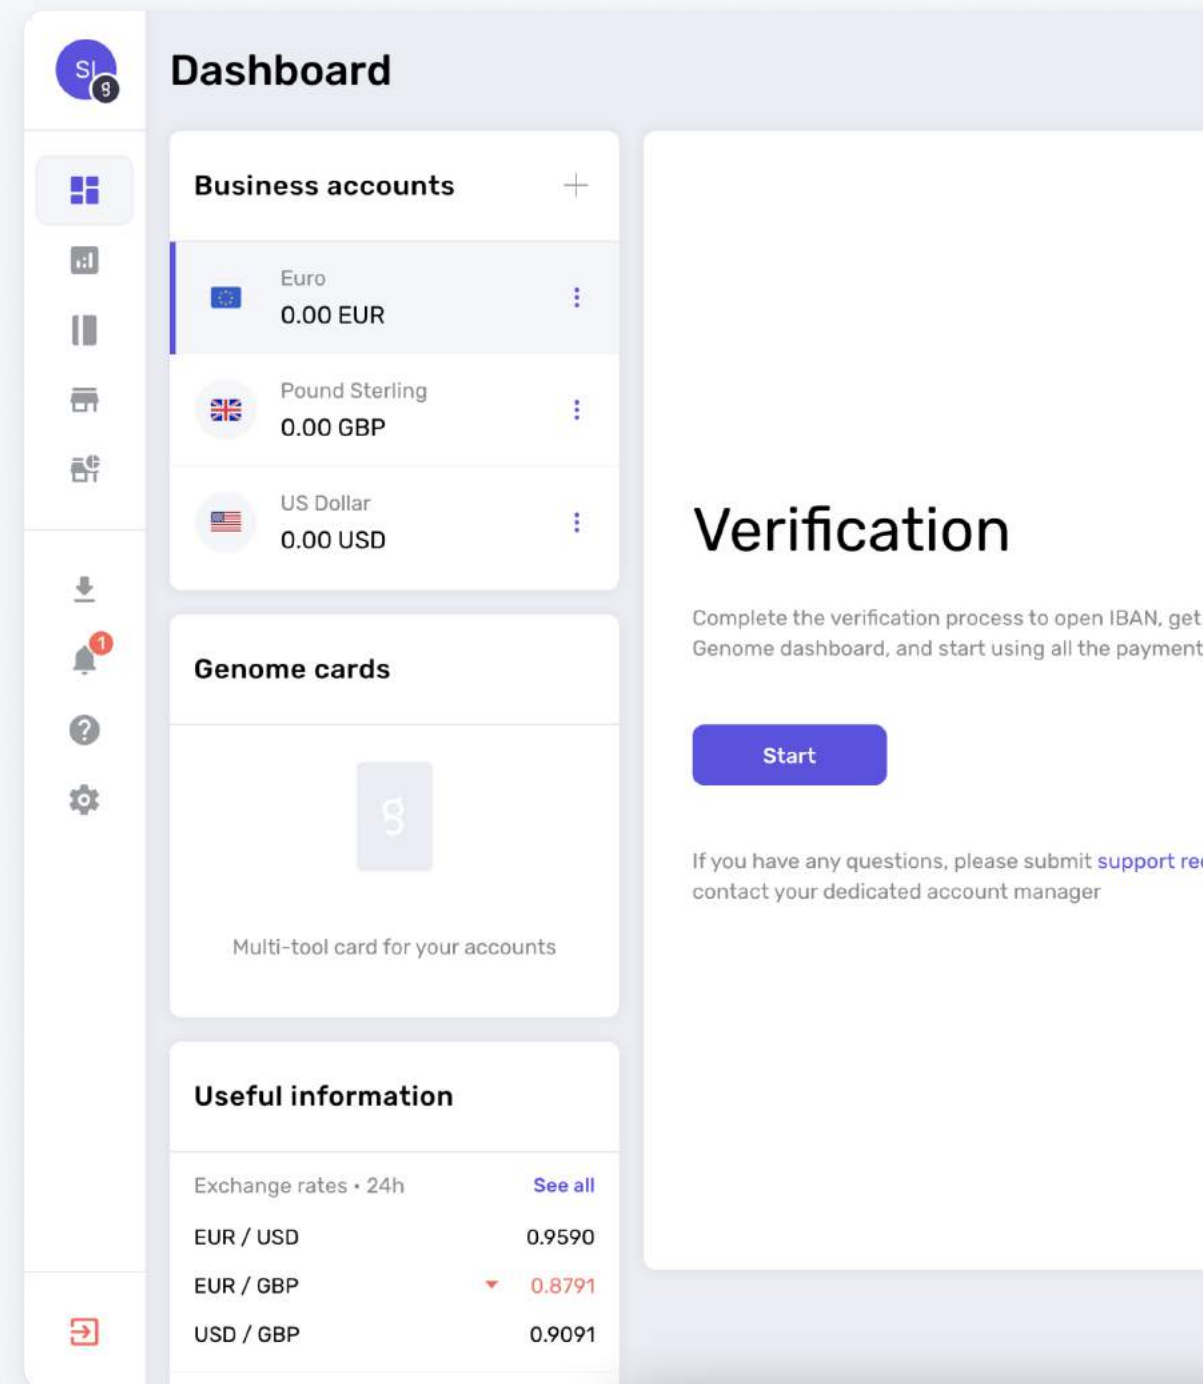 SL
Dashboard
Business accounts
Euro
0.00 EUR
Pound Sterling
0.00 GBP
US Dollar
0.00 USD
Genome cards
Multi-tool card for your accounts
Useful information
Exchange rates • 24h See all
EUR / USD 0.9590
EUR / GBP 0.8791
USD / GBP 0.9091
1
Verification
Complete the verification process to open IBAN, get
Genome dashboard, and start using all the payment
Start
If you have any questions, please submit support
contact your dedicated account manager